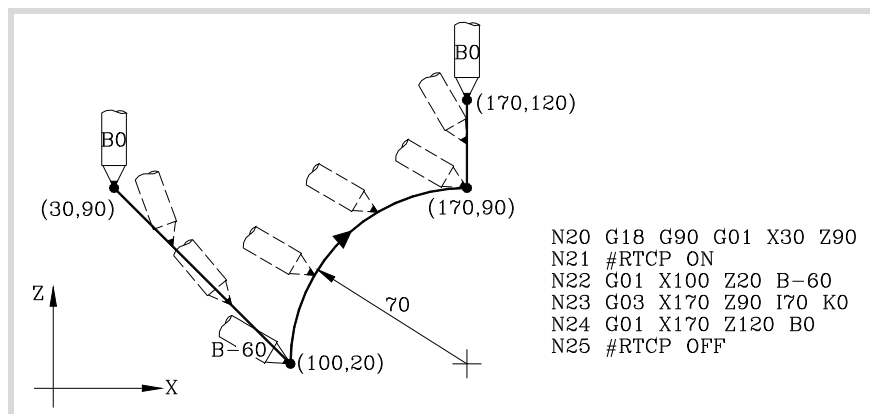 B0
(170,120)
B0
(30,90)
(170,90)
N20 G18 G90 G01 X30 Z90
N21 #RTCP ON
N22 G01 X100 Z20 B-60
N23 G03 X170 Z90 I70 K0
N24 G01 X170 Z120 B0
N25 #RTCP OFF
Z
70
B-60
(100,20)
X